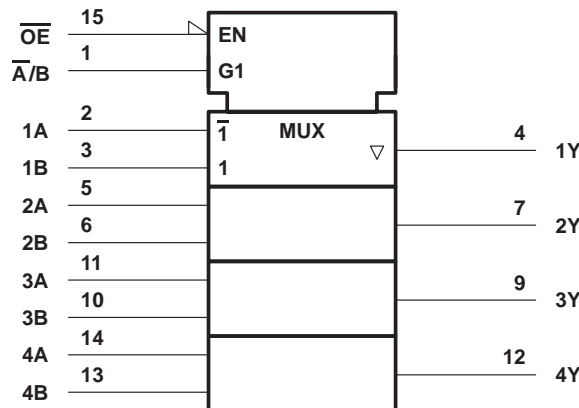 15
O̅E̅ EN
1
A̅/B G1
2
1A 1̅ MUX 4
3 ▽ 1Y
1B 1
5
2A 7
6 2Y
2B
11
3A 9
10 3Y
3B
14
4A 12
13 4Y
4B